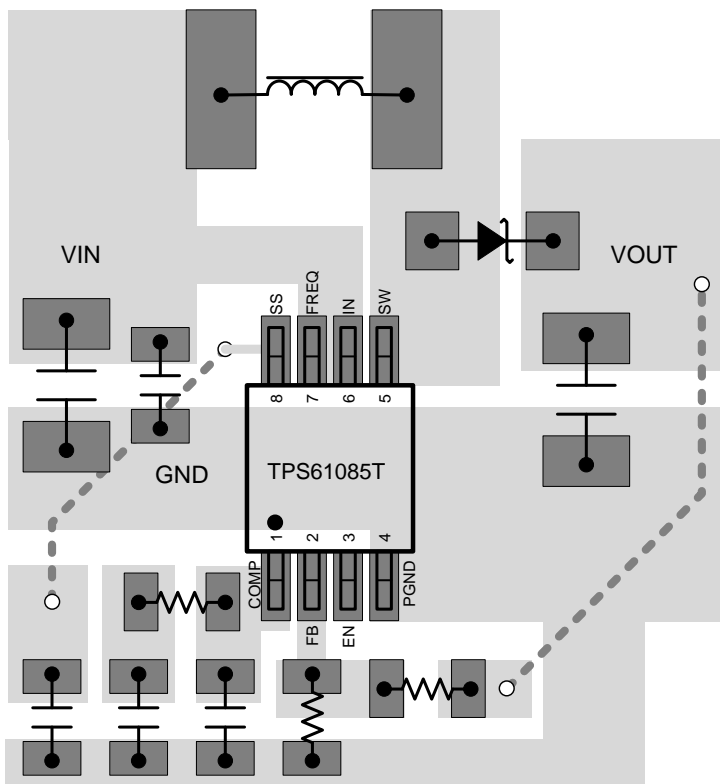 VIN
VOUT
SS
FREQ
IN
SW
8
7
6
5
GND
TPS61085T
1
2
3
4
COMP
FB
EN
PGND